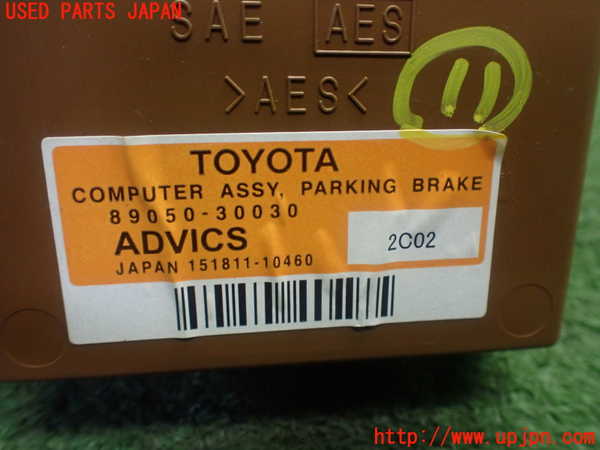 USED PARTS JAPAN
SAE AES
>AES<
TOYOTA
COMPUTER ASSY, PARKING BRAKE
89050-30030
ADVICS
2C02
JAPAN 151811-10460
http://www.upjpn.com/